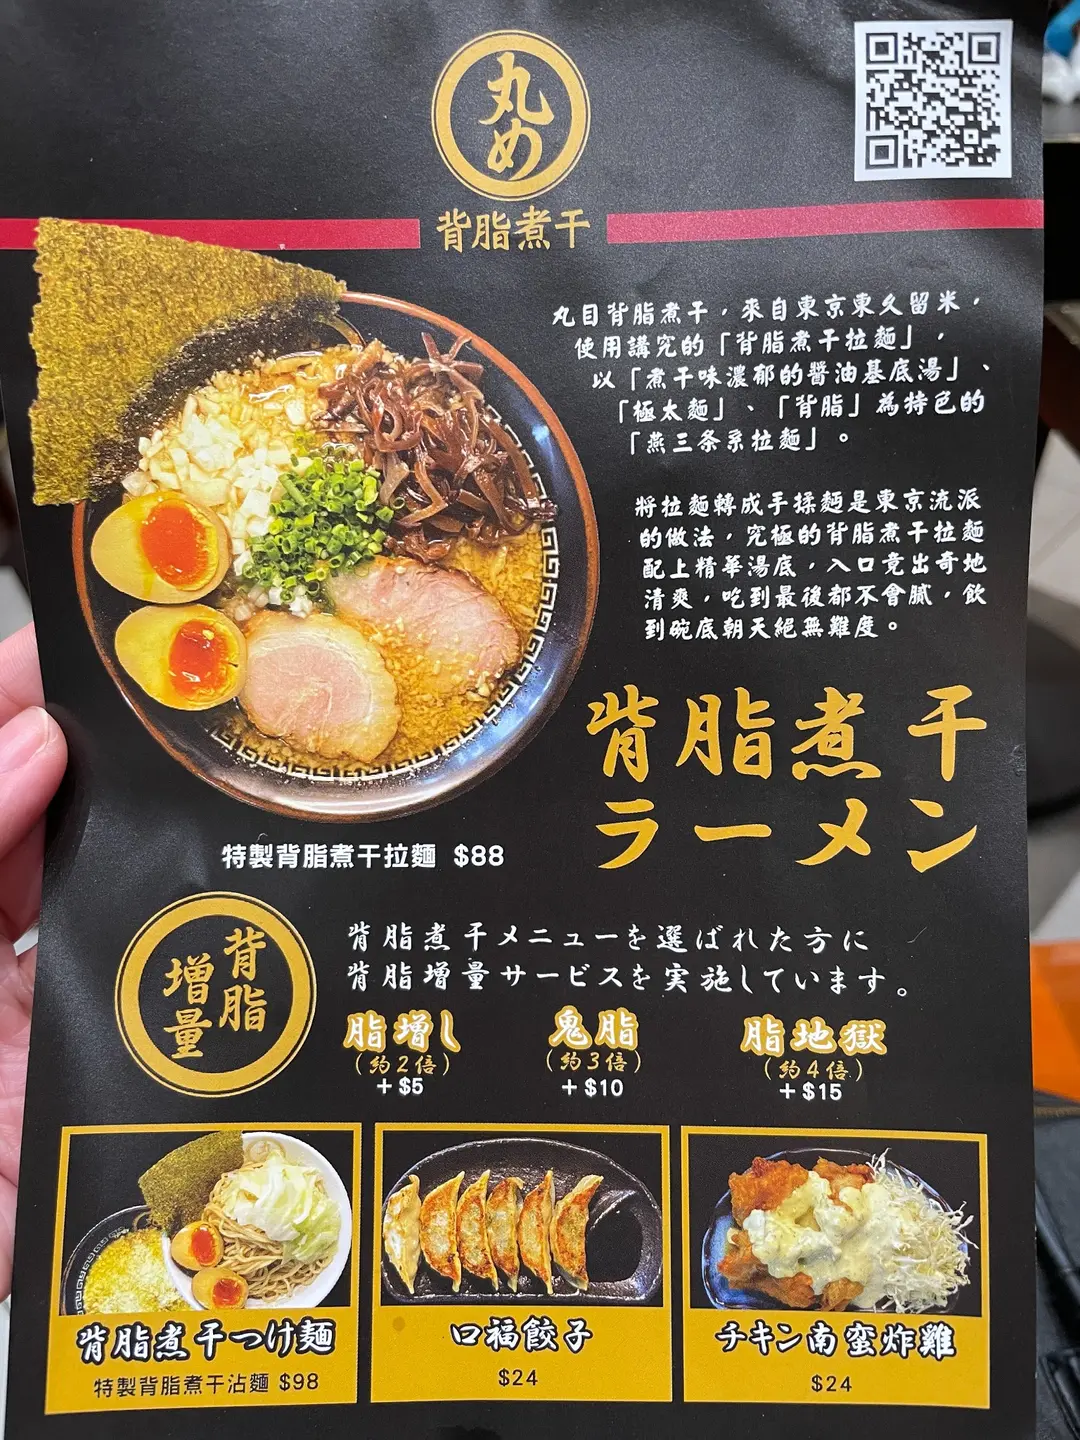 丸め
背脂煮干
丸目背脂煮干，來自東京東久留米，
使用講究的「背脂煮干拉麵」，
以「煮干味濃郁的醬油基底湯」、
「極太麵」、「背脂」為特色的
「燕三条系拉麵」。
將拉麵轉成手揉麵是東京流派
的做法，究極的背脂煮干拉麵
配上精華湯底，入口竟出奇地
清爽，吃到最後都不會膩，飲
到碗底朝天絕無難度。
背脂煮干
ラーメン
特製背脂煮干拉麵 $88
背脂
増量
背脂煮干メニューを選ばれた方に
背脂増量サービスを実施しています。
脂増し
(約2倍)
+$5
鬼脂
(約3倍)
+$10
脂地獄
(約4倍)
+$15
背脂煮干つけ麵
特製背脂煮干沾麵 $98
口福餃子
$24
チキン南蛮炸雞
$24